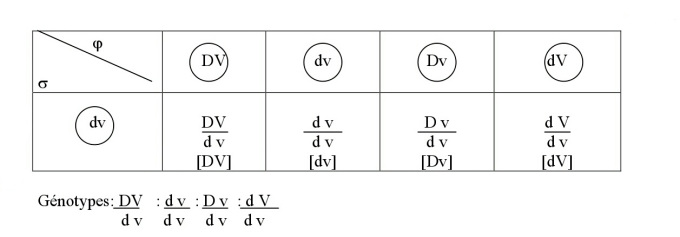 φ
DV dv Dv dV
σ
dv
DV d v D v d V
d v d v d v d v
[DV] [dv] [Dv] [dV]
Génotypes: DV : d v : D v : d V
d v d v d v d v